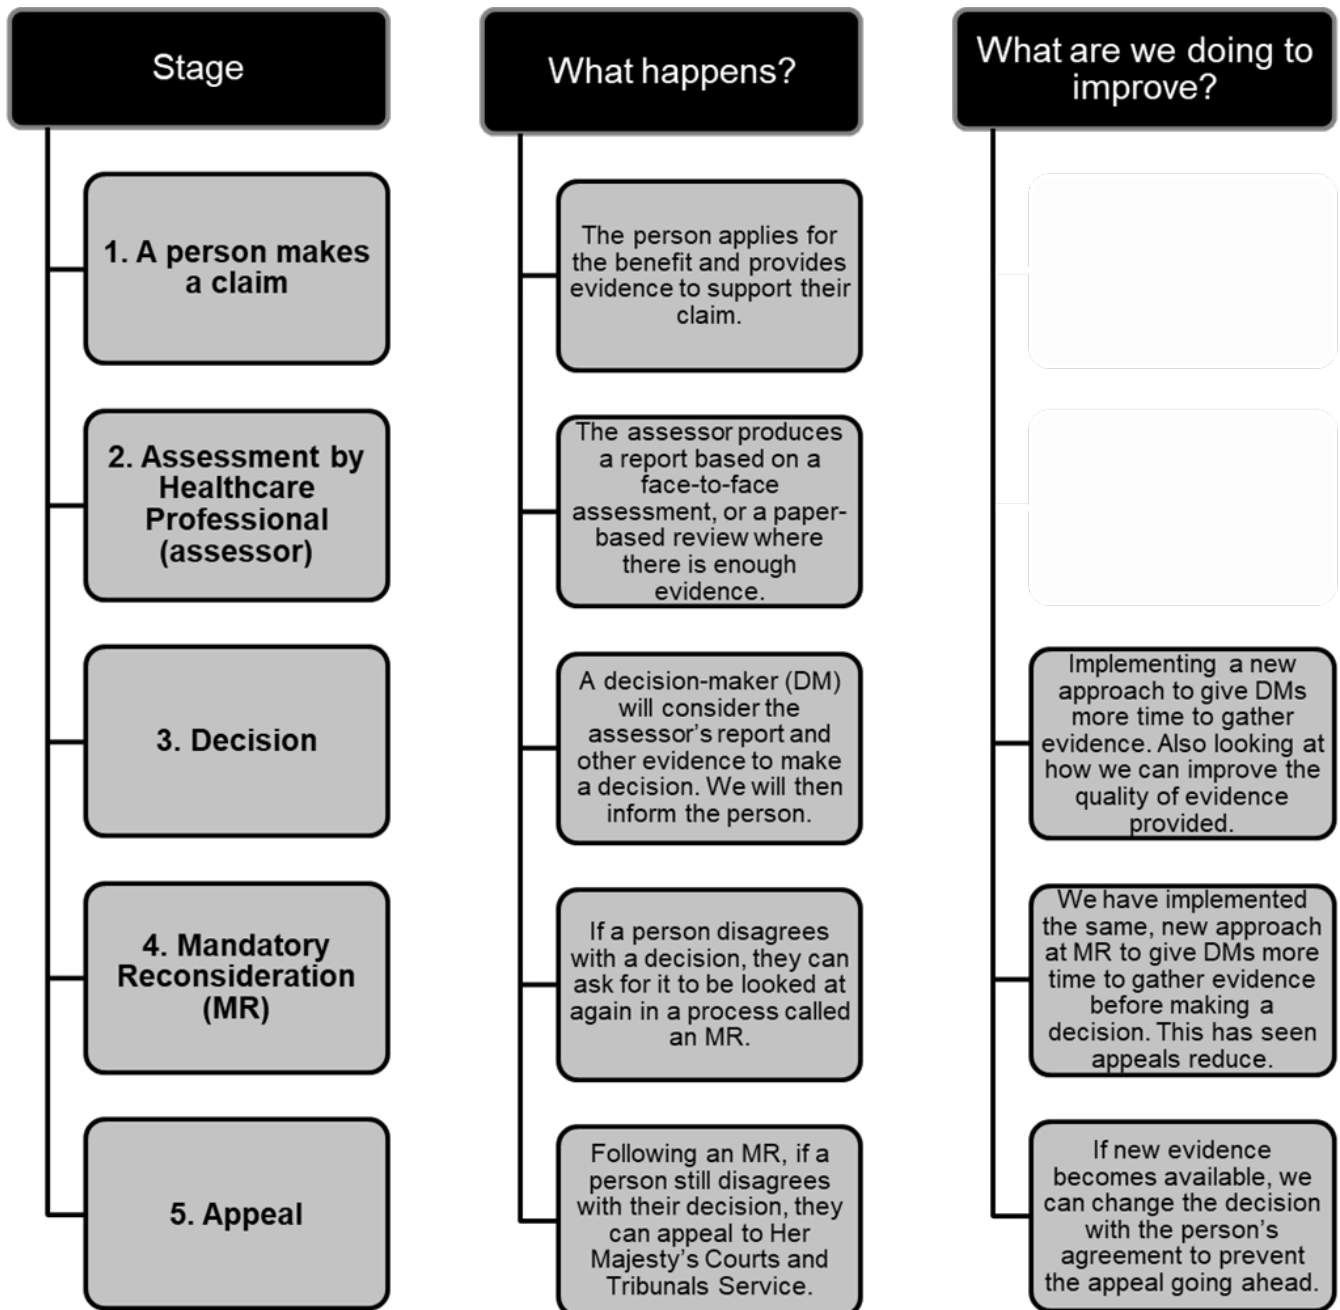 Stage
1. A person makes
a claim
2. Assessment by
Healthcare
Professional
(assessor)
3. Decision
4. Mandatory
Reconsideration
(MR)
5. Appeal
What happens?
The person applies for
the benefit and provides
evidence to support their
claim.
The assessor produces
a report based on a
face-to-face
assessment, or a paper-
based review where
there is enough
evidence.
A decision-maker (DM)
will consider the
assessor's report and
other evidence to make
a decision. We will then
inform the person.
If a person disagrees
with a decision, they can
ask for it to be looked at
again in a process called
an MR.
Following an MR, if a
person still disagrees
with their decision, they
can appeal to Her
Majesty's Courts and
Tribunals Service.
What are we doing to
improve?
Implementing a new
approach to give DMs
more time to gather
evidence. Also looking at
how we can improve the
quality of evidence
provided.
We have implemented
the same, new approach
at MR to give DMs more
time to gather evidence
before making a
decision. This has seen
appeals reduce.
If new evidence
becomes available, we
can change the decision
with the person's
agreement to prevent
the appeal going ahead.